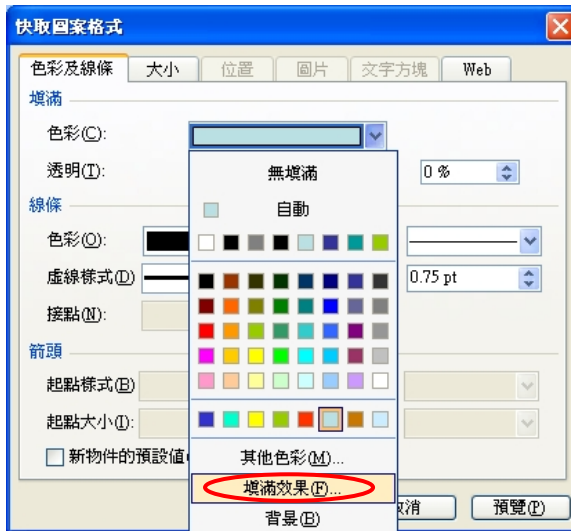 快取圖案格式
色彩及線條 大小 位置 圖片 文字方塊 Web
填滿
色彩(C):
無填滿
透明(T): 0 %
自動
線條
色彩(O):
虛線樣式(D) 0.75 pt
接點(N):
箭頭
起點樣式(B)
起點大小(I):
新物件的預設值
其他色彩(M)...
填滿效果(F)...
取消 預覽(P)
背景(B)